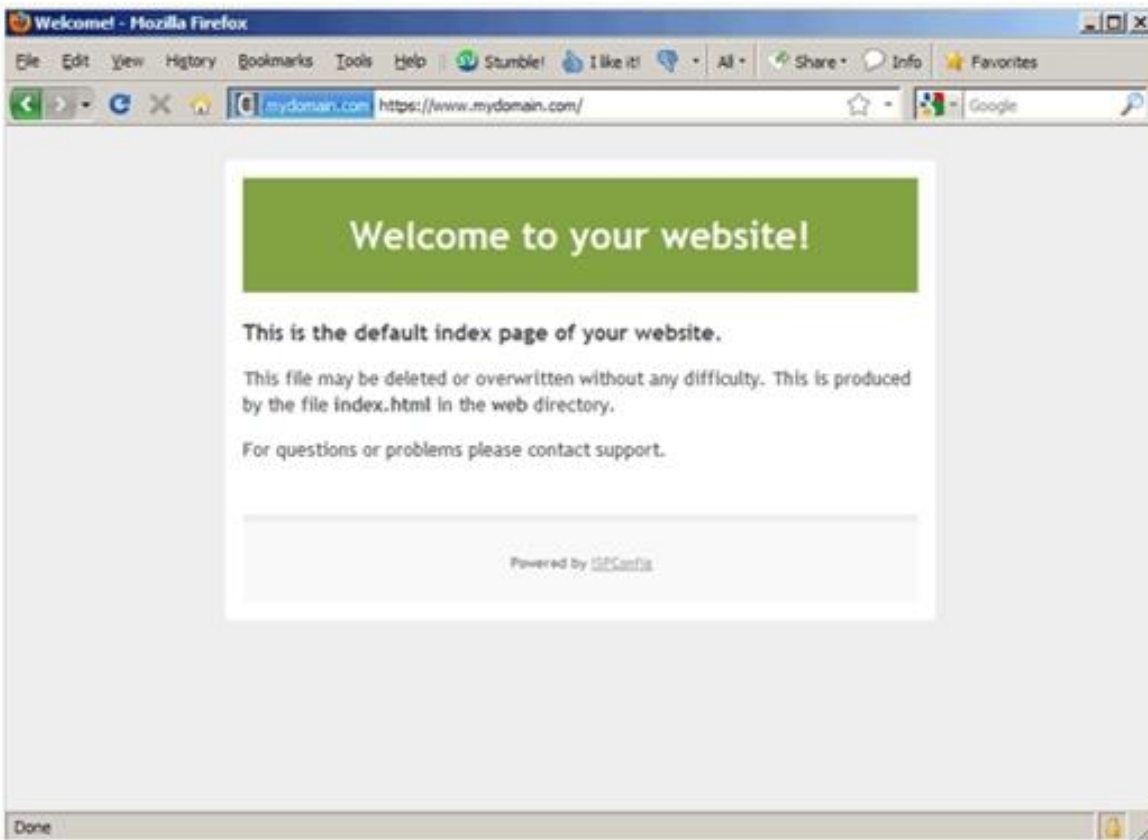 Welcome! - Mozilla Firefox
File Edit View History Bookmarks Tools Help Stumble! I like it! All Share Info Favorites
mydomain.com https://www.mydomain.com/ Google
Welcome to your website!
This is the default index page of your website.
This file may be deleted or overwritten without any difficulty. This is produced
by the file index.html in the web directory.
For questions or problems please contact support.
Powered by ISPConfig
Done